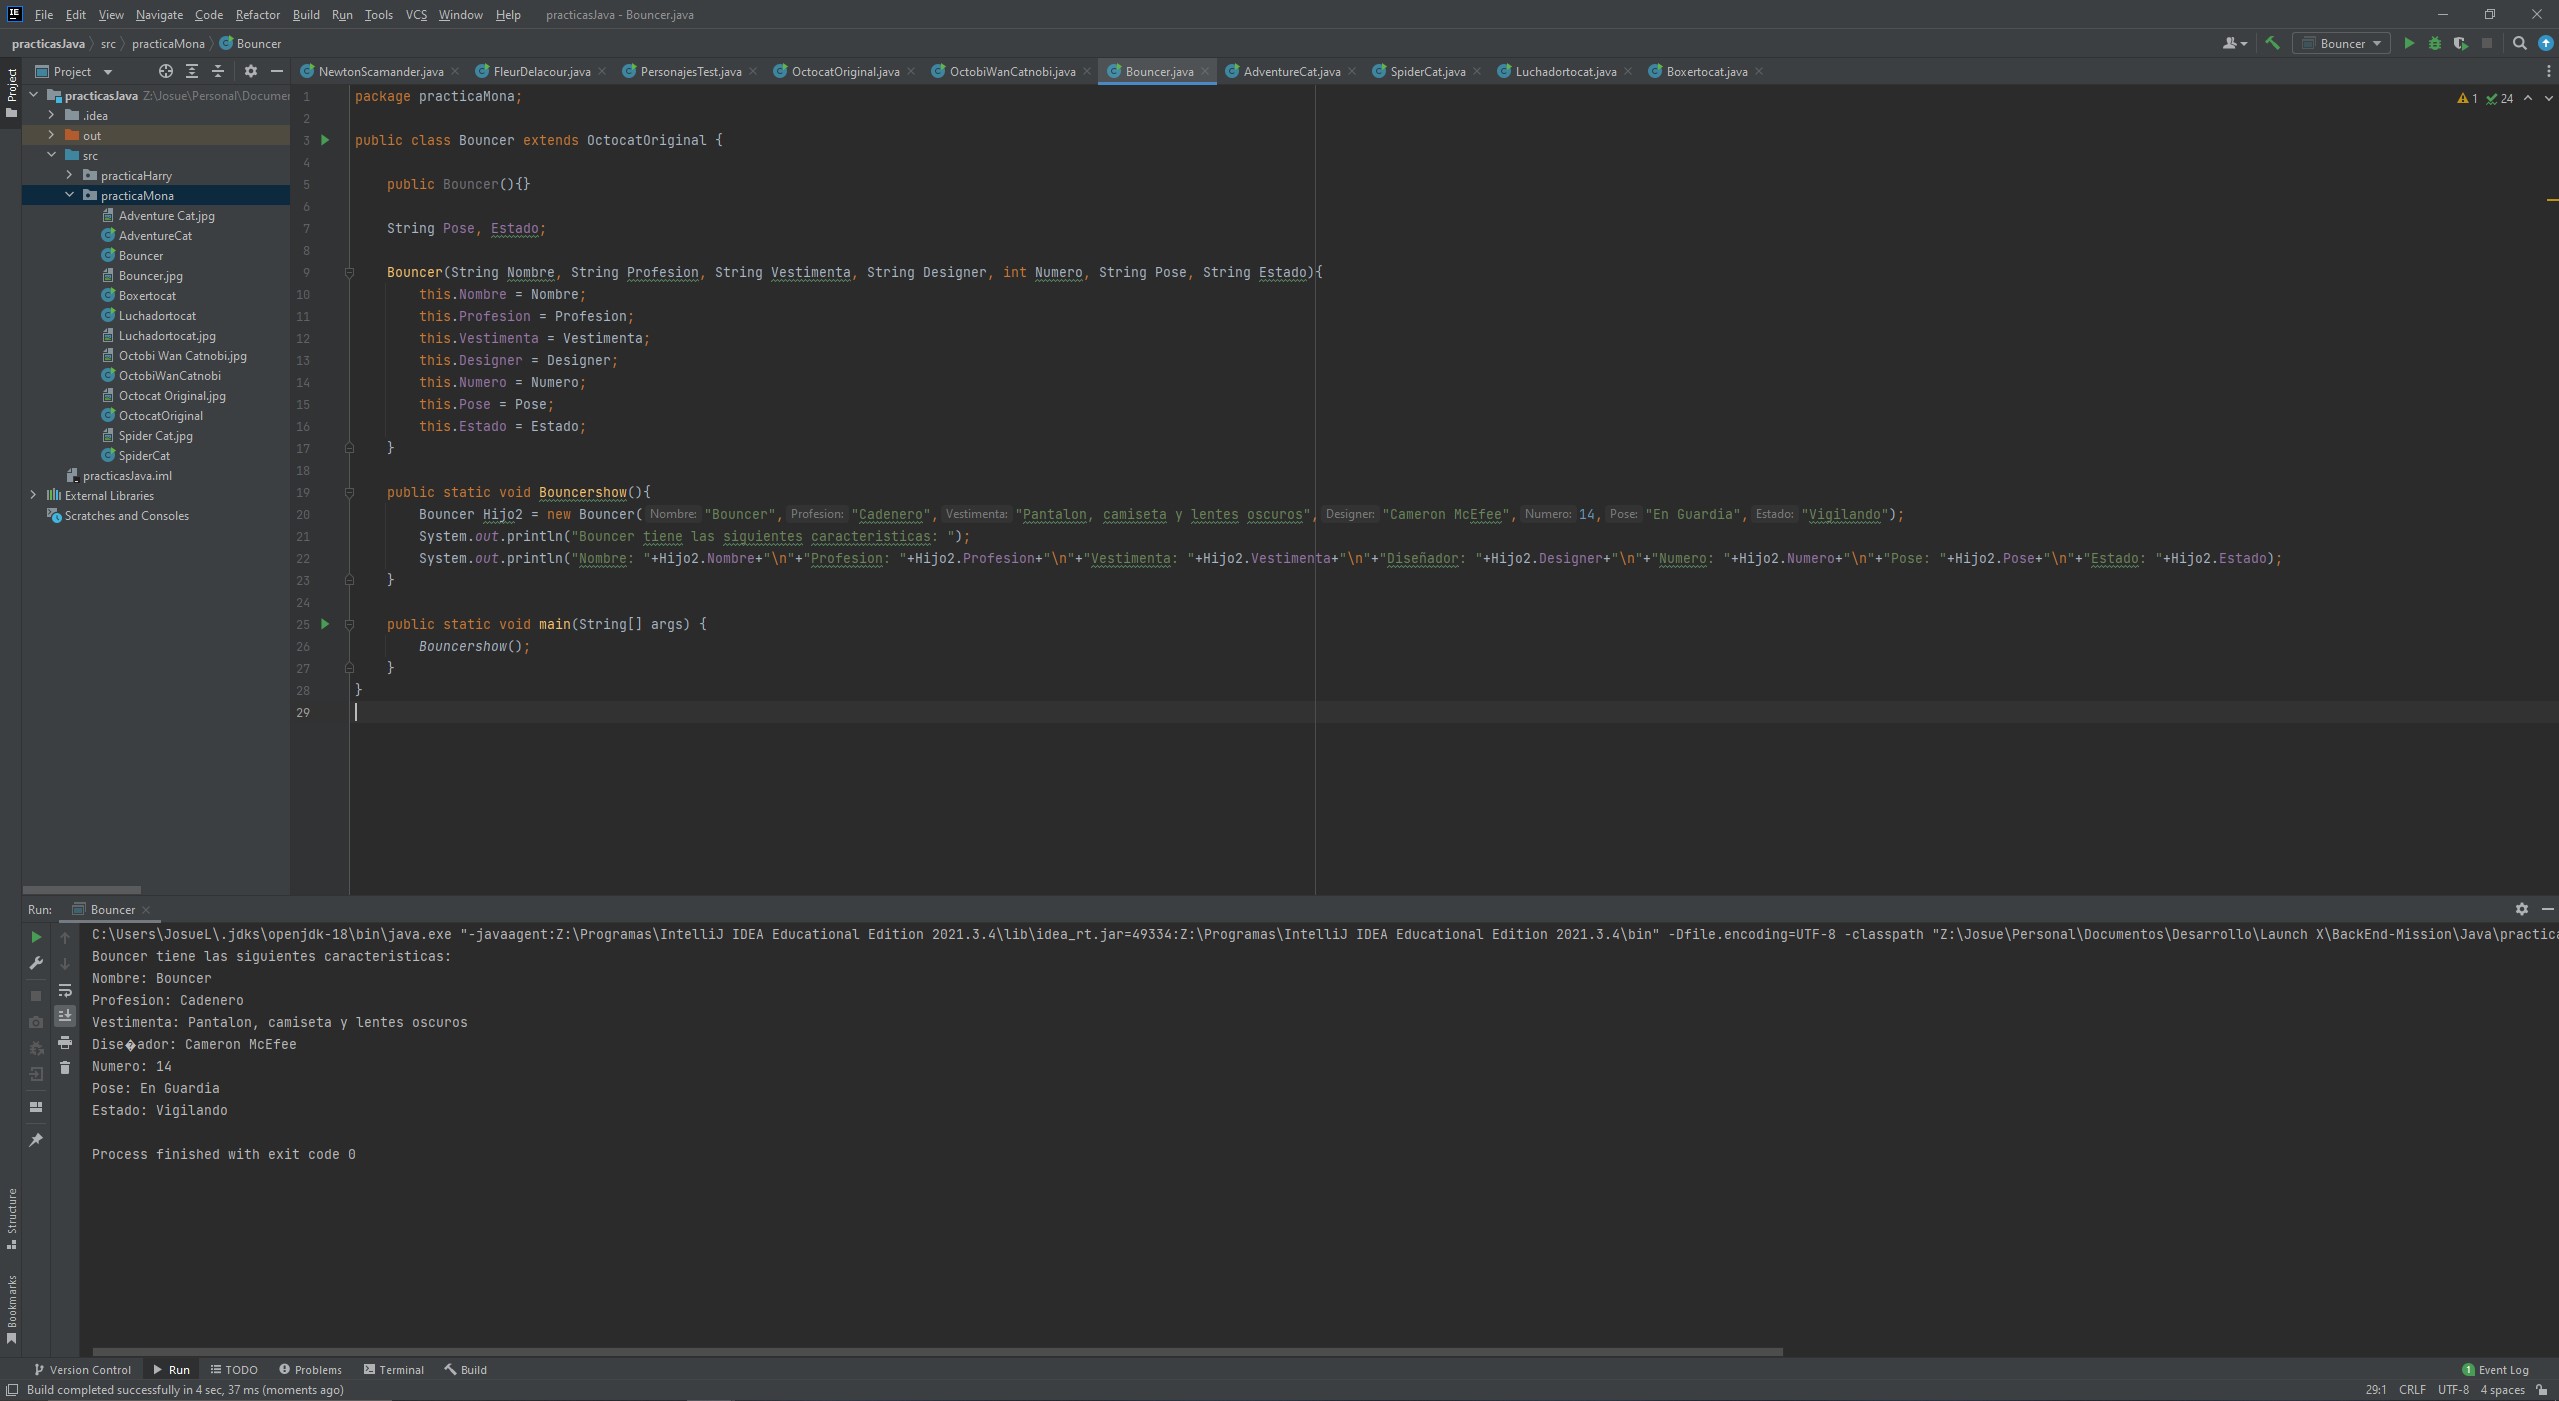 File Edit View Navigate Code Refactor Build Run Tools VCS Window Help practicasJava - Bouncer.java
practicasJava src practicaMona Bouncer
Bouncer
Project
NewtonScamander.java FleurDelacour.java PersonajesTest.java OctocatOriginal.java OctobiWanCatnobi.java Bouncer.java AdventureCat.java SpiderCat.java Luchadortocat.java Boxertocat.java
Project
practicasJava Z:\Josue\Personal\Documen
.idea
out
src
practicaHarry
practicaMona
Adventure Cat.jpg
AdventureCat
Bouncer
Bouncer.jpg
Boxertocat
Luchadortocat
Luchadortocat.jpg
Octobi Wan Catnobi.jpg
OctobiWanCatnobi
Octocat Original.jpg
OctocatOriginal
Spider Cat.jpg
SpiderCat
practicasJava.iml
External Libraries
Scratches and Consoles
1 24
1 package practicaMona;
2
3 public class Bouncer extends OctocatOriginal {
4
5 public Bouncer(){}
6
7 String Pose, Estado;
8
9 Bouncer(String Nombre, String Profesion, String Vestimenta, String Designer, int Numero, String Pose, String Estado){
10 this.Nombre = Nombre;
11 this.Profesion = Profesion;
12 this.Vestimenta = Vestimenta;
13 this.Designer = Designer;
14 this.Numero = Numero;
15 this.Pose = Pose;
16 this.Estado = Estado;
17 }
18
19 public static void Bouncershow(){
20 Bouncer Hijo2 = new Bouncer( Nombre: "Bouncer", Profesion: "Cadenero", Vestimenta: "Pantalon, camiseta y lentes oscuros", Designer: "Cameron McEfee", Numero: 14, Pose: "En Guardia", Estado: "Vigilando");
21 System.out.println("Bouncer tiene las siguientes caracteristicas: ");
22 System.out.println("Nombre: "+Hijo2.Nombre+"\n"+"Profesion: "+Hijo2.Profesion+"\n"+"Vestimenta: "+Hijo2.Vestimenta+"\n"+"Diseñador: "+Hijo2.Designer+"\n"+"Numero: "+Hijo2.Numero+"\n"+"Pose: "+Hijo2.Pose+"\n"+"Estado: "+Hijo2.Estado);
23 }
24
25 public static void main(String[] args) {
26 Bouncershow();
27 }
28 }
29
Run: Bouncer
C:\Users\JosueL\.jdks\openjdk-18\bin\java.exe "-javaagent:Z:\Programas\IntelliJ IDEA Educational Edition 2021.3.4\lib\idea_rt.jar=49334:Z:\Programas\IntelliJ IDEA Educational Edition 2021.3.4\bin" -Dfile.encoding=UTF-8 -classpath "Z:\Josue\Personal\Documentos\Desarrollo\Launch X\BackEnd-Mission\Java\practica
Bouncer tiene las siguientes caracteristicas:
Nombre: Bouncer
Profesion: Cadenero
Vestimenta: Pantalon, camiseta y lentes oscuros
Dise�ador: Cameron McEfee
Numero: 14
Pose: En Guardia
Estado: Vigilando
Process finished with exit code 0
Structure
Bookmarks
Version Control Run TODO Problems Terminal Build
1 Event Log
Build completed successfully in 4 sec, 37 ms (moments ago)
29:1 CRLF UTF-8 4 spaces